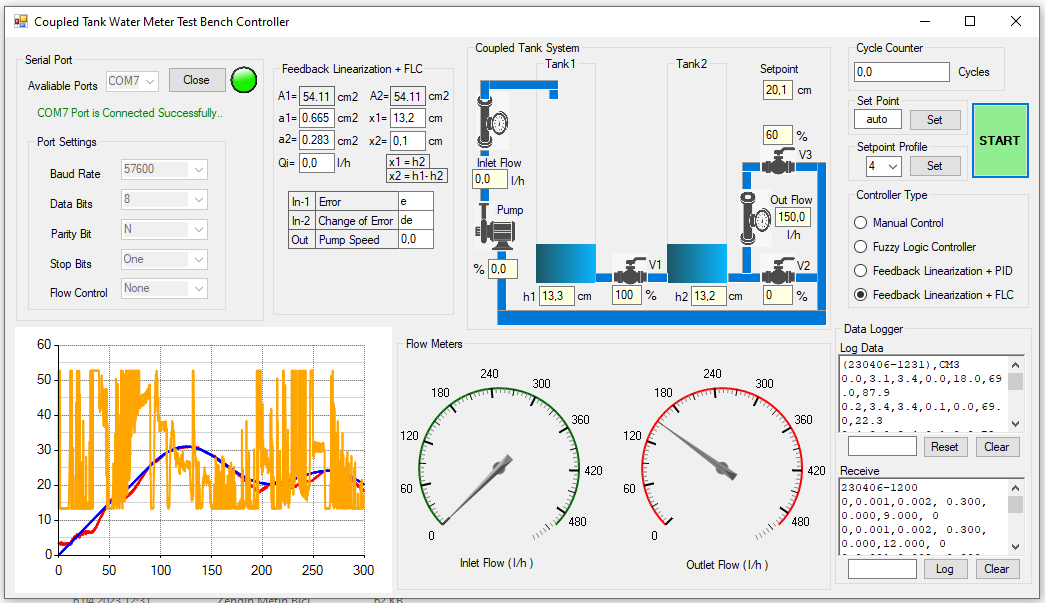 Coupled Tank Water Meter Test Bench Controller
Serial Port
Avaliable Ports COM7 Close
COM7 Port is Connected Successfully..
Port Settings
Baud Rate 57600
Data Bits 8
Parity Bit N
Stop Bits One
Flow Control None
Feedback Linearization + FLC
A1= 54.11 cm2 A2= 54.11 cm2
a1= 0.665 cm2 x1= 13,2 cm
a2= 0.283 cm2 x2= 0,1 cm
Qi= 0,0 l/h x1 = h2
x2 = h1-h2
In-1 Error e
In-2 Change of Error de
Out Pump Speed 0,0
Coupled Tank System
Tank1 Tank2
Setpoint
20,1 cm
60 %
V3
Inlet Flow
0,0 l/h
Pump
% 0,0
Out Flow
150,0
l/h
V1
V2
h1 13,3 cm 100 % h2 13,2 cm 0 %
Cycle Counter
0,0 Cycles
Set Point
auto Set
START
Setpoint Profile
4 Set
Controller Type
Manual Control
Fuzzy Logic Controller
Feedback Linearization + PID
Feedback Linearization + FLC
60
50
40
30
20
10
0
0 50 100 150 200 250 300
Flow Meters
0 60 120 180 240 300 360 420 480
Inlet Flow ( l/h )
0 60 120 180 240 300 360 420 480
Outlet Flow ( l/h )
Data Logger
Log Data
(230406-1231),CM3
0.0,3.1,3.4,0.0,18.0,69
.0,87.9
0.2,3.4,3.4,0.1,0.0,69.
0,22.3
Reset Clear
Receive
230406-1200
0,0.001,0.002, 0.300,
0.000,9.000, 0
0,0.001,0.002, 0.300,
0.000,12.000, 0
Log Clear